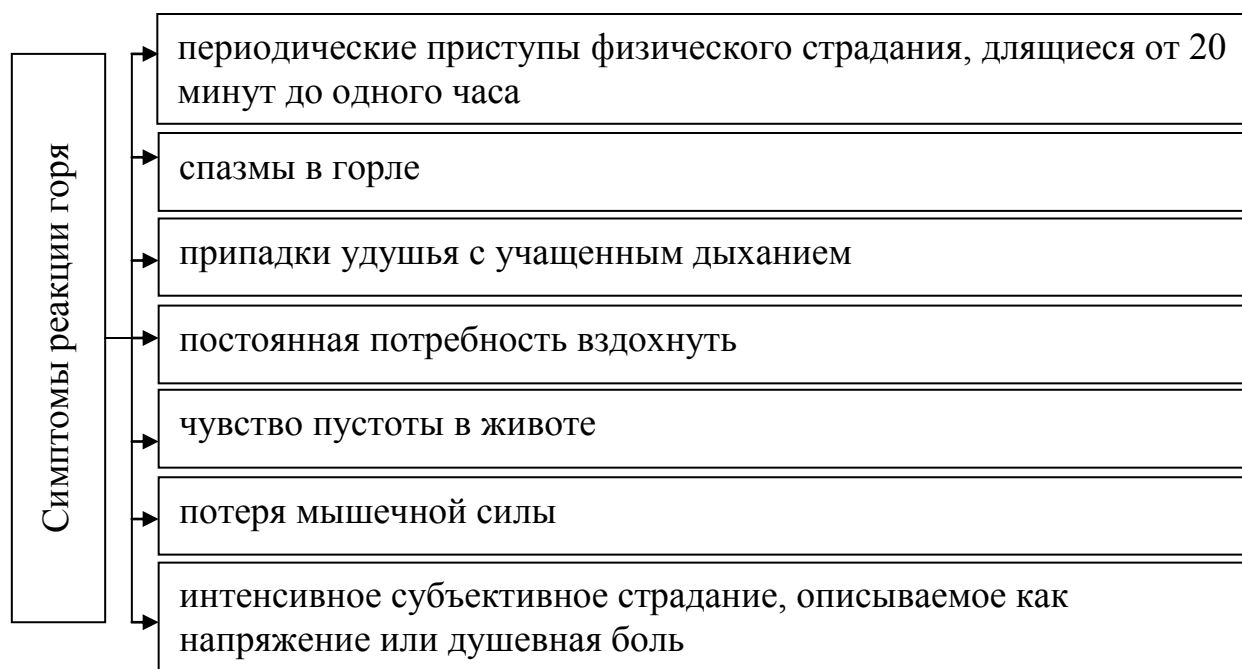 Симптомы реакции горя
периодические приступы физического страдания, длящиеся от 20
минут до одного часа
спазмы в горле
припадки удушья с учащенным дыханием
постоянная потребность вздохнуть
чувство пустоты в животе
потеря мышечной силы
интенсивное субъективное страдание, описываемое как
напряжение или душевная боль